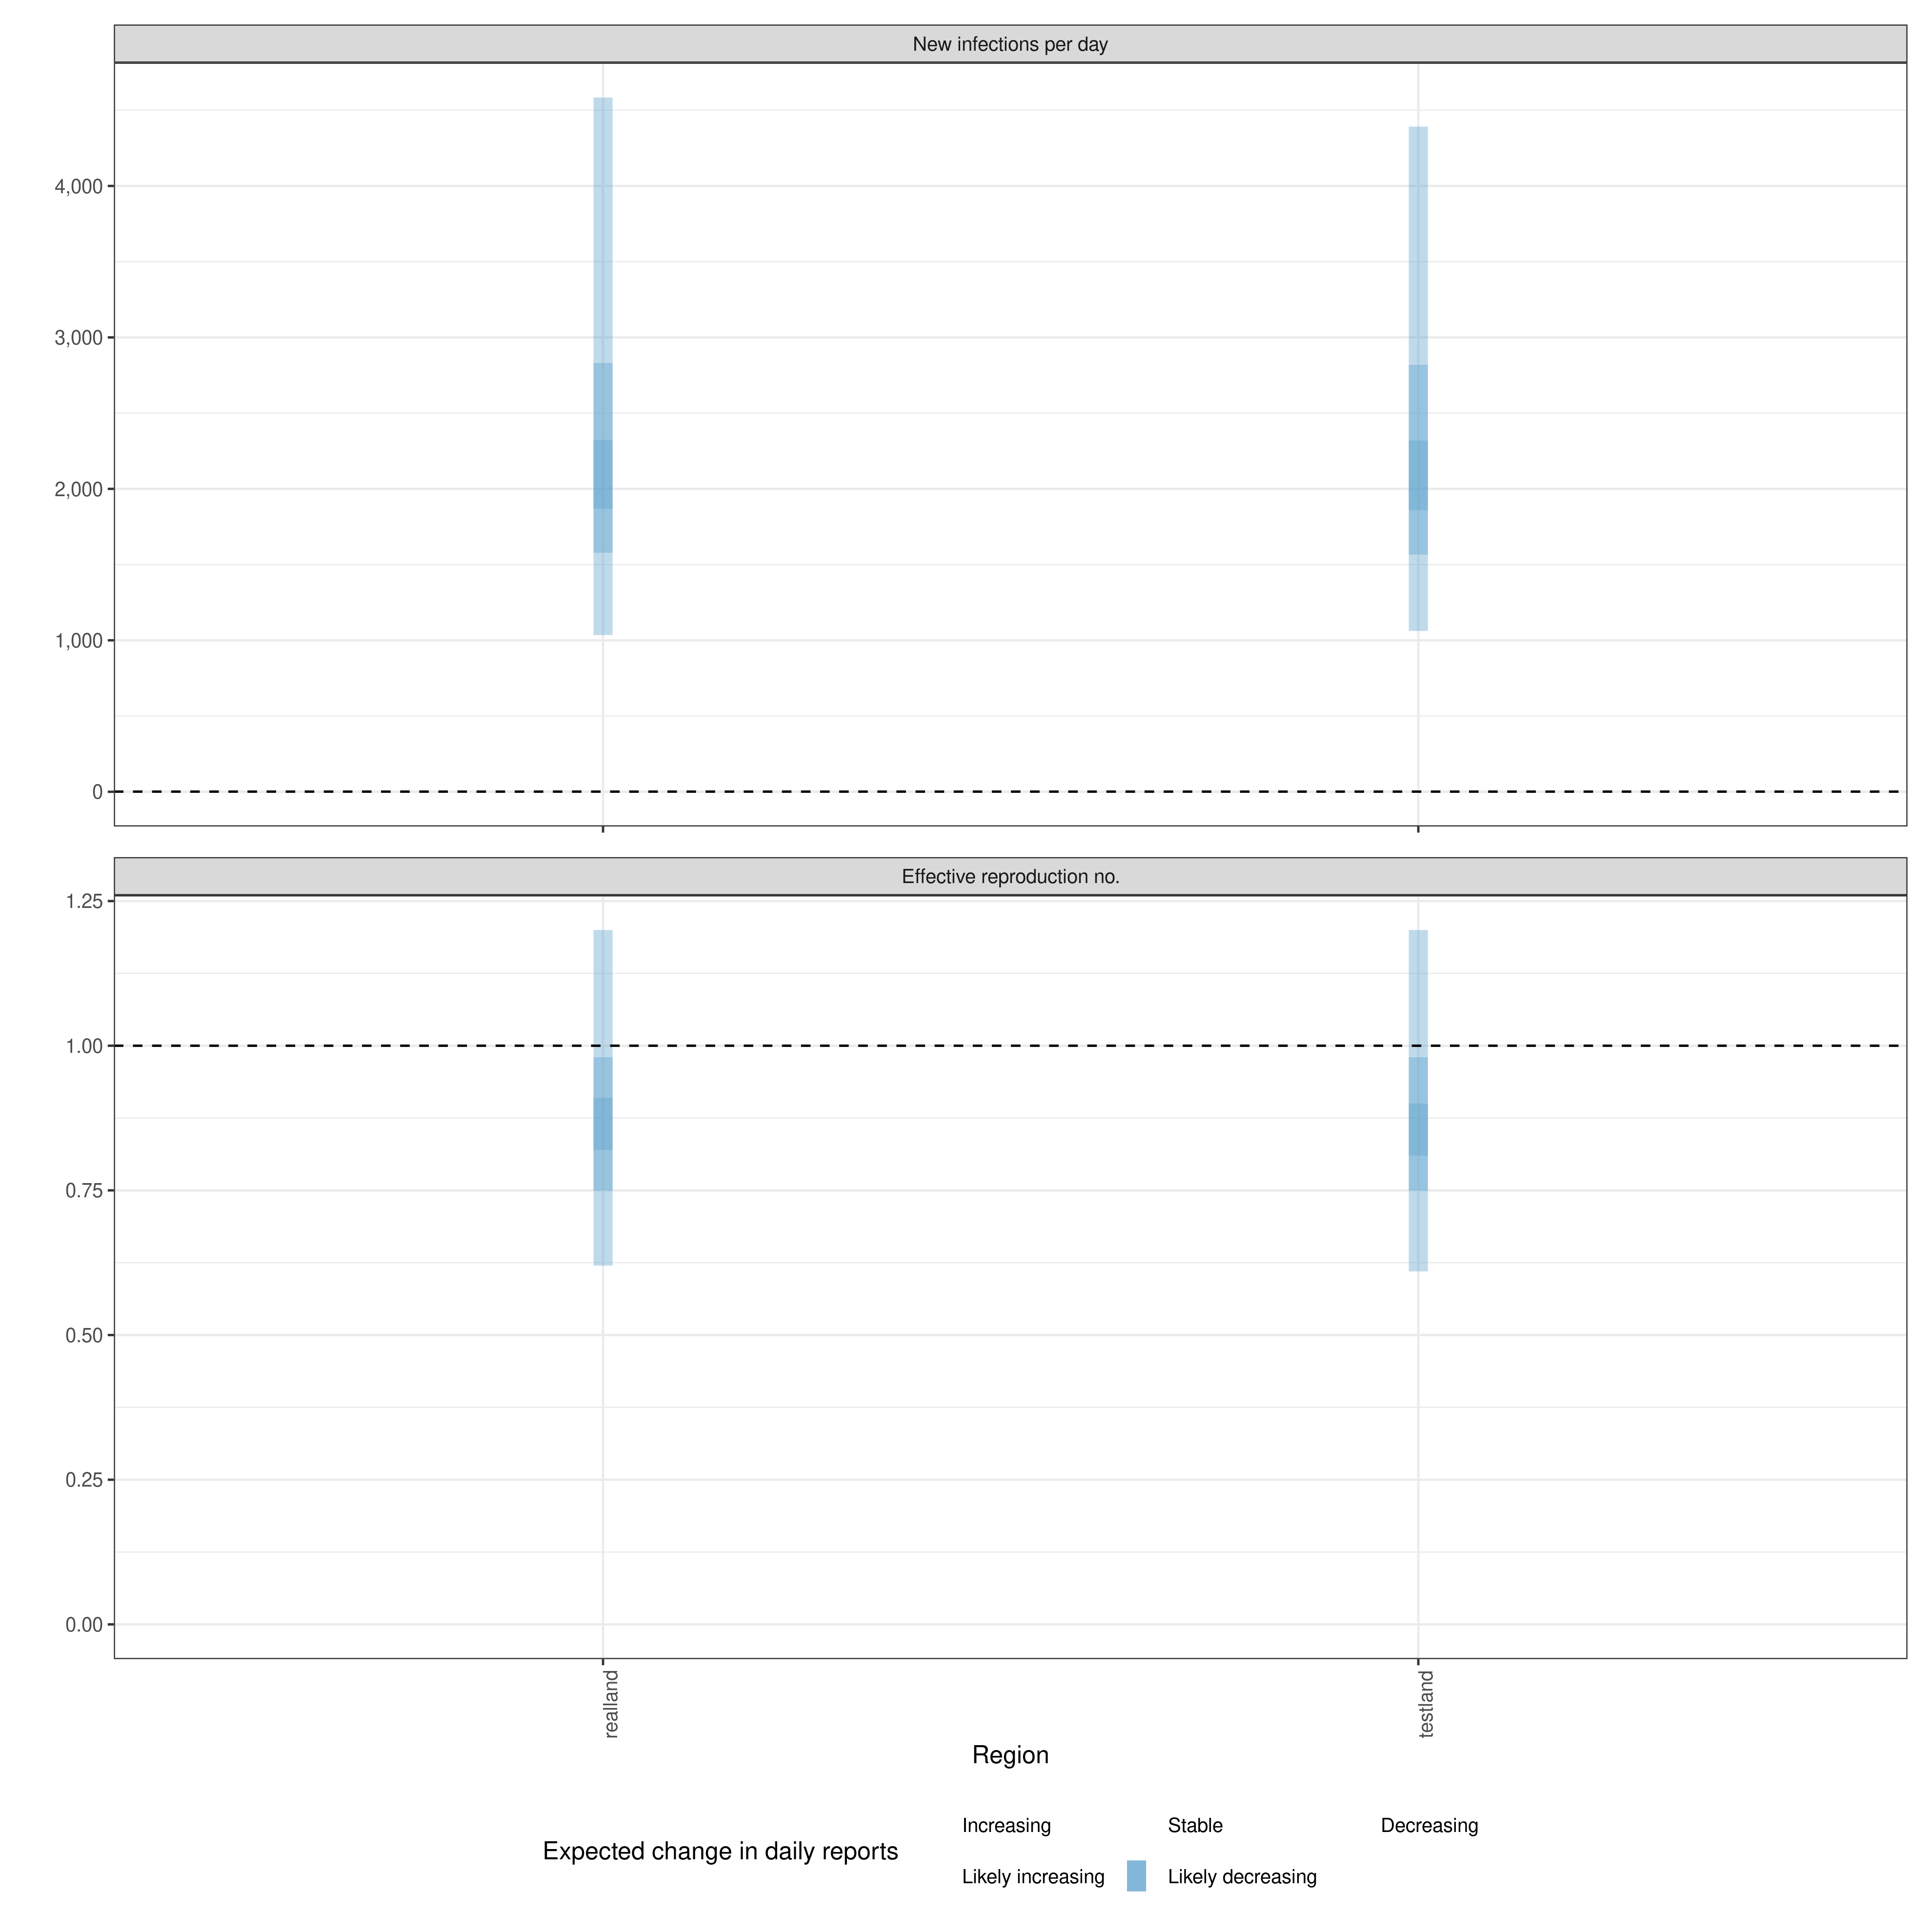 New infections per day
4,000
3,000
2,000
1,000
0
Effective reproduction no.
1.25
1.00
0.75
0.50
0.25
0.00
realland
testland
Region
Expected change in daily reports
Increasing
Stable
Decreasing
Likely increasing
Likely decreasing